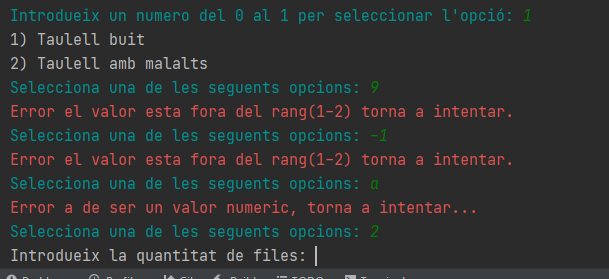 Introdueix un numero del 0 al 1 per seleccionar l'opció: 1
1) Taulell buit
2) Taulell amb malalts
Selecciona una de les seguents opcions: 9
Error el valor esta fora del rang(1-2) torna a intentar.
Selecciona una de les seguents opcions: -1
Error el valor esta fora del rang(1-2) torna a intentar.
Selecciona una de les seguents opcions: a
Error a de ser un valor numeric, torna a intentar...
Selecciona una de les seguents opcions: 2
Introdueix la quantitat de files: